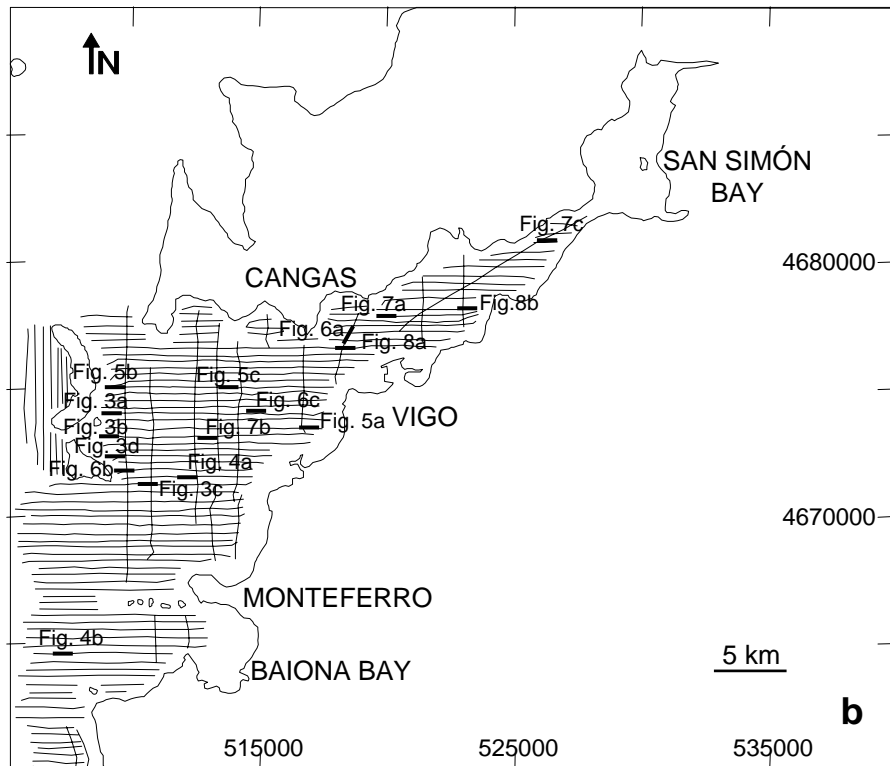 N
SAN SIMÓN
BAY
Fig. 7c
4680000
CANGAS
Fig. 7a
Fig.8b
Fig. 6a
Fig. 8a
Fig. 5b
Fig. 5c
Fig. 3a
Fig. 6c
VIGO
Fig. 5a
Fig. 3b
Fig. 7b
Fig. 3d
Fig. 4a
Fig. 6b
Fig. 3c
4670000
MONTEFERRO
Fig. 4b
BAIONA BAY
5 km
b
515000
525000
535000